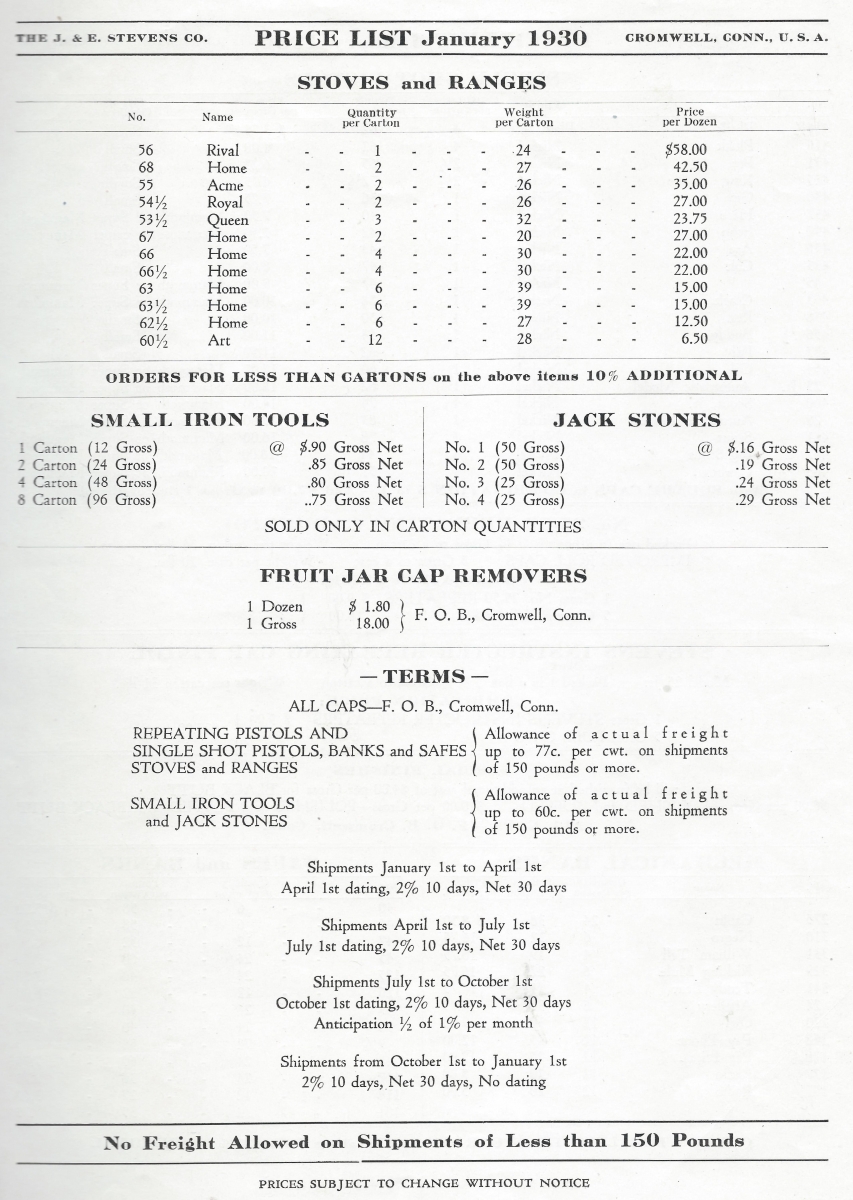 THE J. & E. STEVENS CO. PRICE LIST January 1930 CROMWELL, CONN., U. S. A.
STOVES and RANGES
No. Name Quantity per Carton Weight per Carton Price per Dozen
56 Rival - - 1 - - - 24 - - - $58.00
68 Home - - 2 - - - 27 - - - 42.50
55 Acme - - 2 - - - 26 - - - 35.00
54½ Royal - - 2 - - - 26 - - - 27.00
53½ Queen - - 3 - - - 32 - - - 23.75
67 Home - - 2 - - - 20 - - - 27.00
66 Home - - 4 - - - 30 - - - 22.00
66½ Home - - 4 - - - 30 - - - 22.00
63 Home - - 6 - - - 39 - - - 15.00
63½ Home - - 6 - - - 39 - - - 15.00
62½ Home - - 6 - - - 27 - - - 12.50
60½ Art - - 12 - - - 28 - - - 6.50
ORDERS FOR LESS THAN CARTONS on the above items 10% ADDITIONAL
SMALL IRON TOOLS
1 Carton (12 Gross) @ $.90 Gross Net
2 Carton (24 Gross) .85 Gross Net
4 Carton (48 Gross) .80 Gross Net
8 Carton (96 Gross) ..75 Gross Net
JACK STONES
No. 1 (50 Gross) @ $.16 Gross Net
No. 2 (50 Gross) .19 Gross Net
No. 3 (25 Gross) .24 Gross Net
No. 4 (25 Gross) .29 Gross Net
SOLD ONLY IN CARTON QUANTITIES
FRUIT JAR CAP REMOVERS
1 Dozen $ 1.80
1 Gross 18.00
F. O. B., Cromwell, Conn.
— TERMS —
ALL CAPS—F. O. B., Cromwell, Conn.
REPEATING PISTOLS AND
SINGLE SHOT PISTOLS, BANKS and SAFES
STOVES and RANGES
Allowance of actual freight
up to 77c. per cwt. on shipments
of 150 pounds or more.
SMALL IRON TOOLS
and JACK STONES
Allowance of actual freight
up to 60c. per cwt. on shipments
of 150 pounds or more.
Shipments January 1st to April 1st
April 1st dating, 2% 10 days, Net 30 days
Shipments April 1st to July 1st
July 1st dating, 2% 10 days, Net 30 days
Shipments July 1st to October 1st
October 1st dating, 2% 10 days, Net 30 days
Anticipation ½ of 1% per month
Shipments from October 1st to January 1st
2% 10 days, Net 30 days, No dating
No Freight Allowed on Shipments of Less than 150 Pounds
PRICES SUBJECT TO CHANGE WITHOUT NOTICE